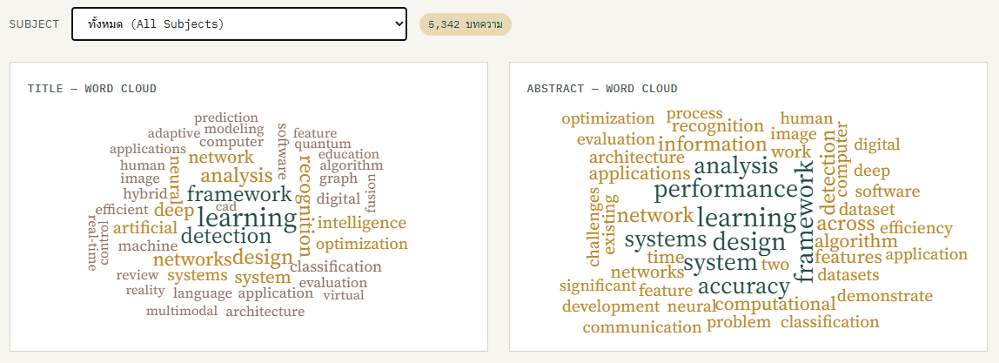 SUBJECT ทั้งหมด (All Subjects) 5,342 บทความ
TITLE — WORD CLOUD
prediction
adaptive modeling software feature
computer quantum
applications network education
human neural analysis recognition algorithm
image graph
hybrid framework digital fusion
efficient deep cad learning
real-time control artificial detection intelligence
machine optimization
networks design classification
review systems system evaluation
reality language application virtual
multimodal architecture
ABSTRACT — WORD CLOUD
optimization process human
recognition
evaluation information image detection computer digital
architecture work
applications analysis framework deep
performance software
challenges existing network learning dataset
across efficiency
systems design algorithm
time system two features application
networks datasets
significant feature accuracy demonstrate
development neural computational
communication problem classification